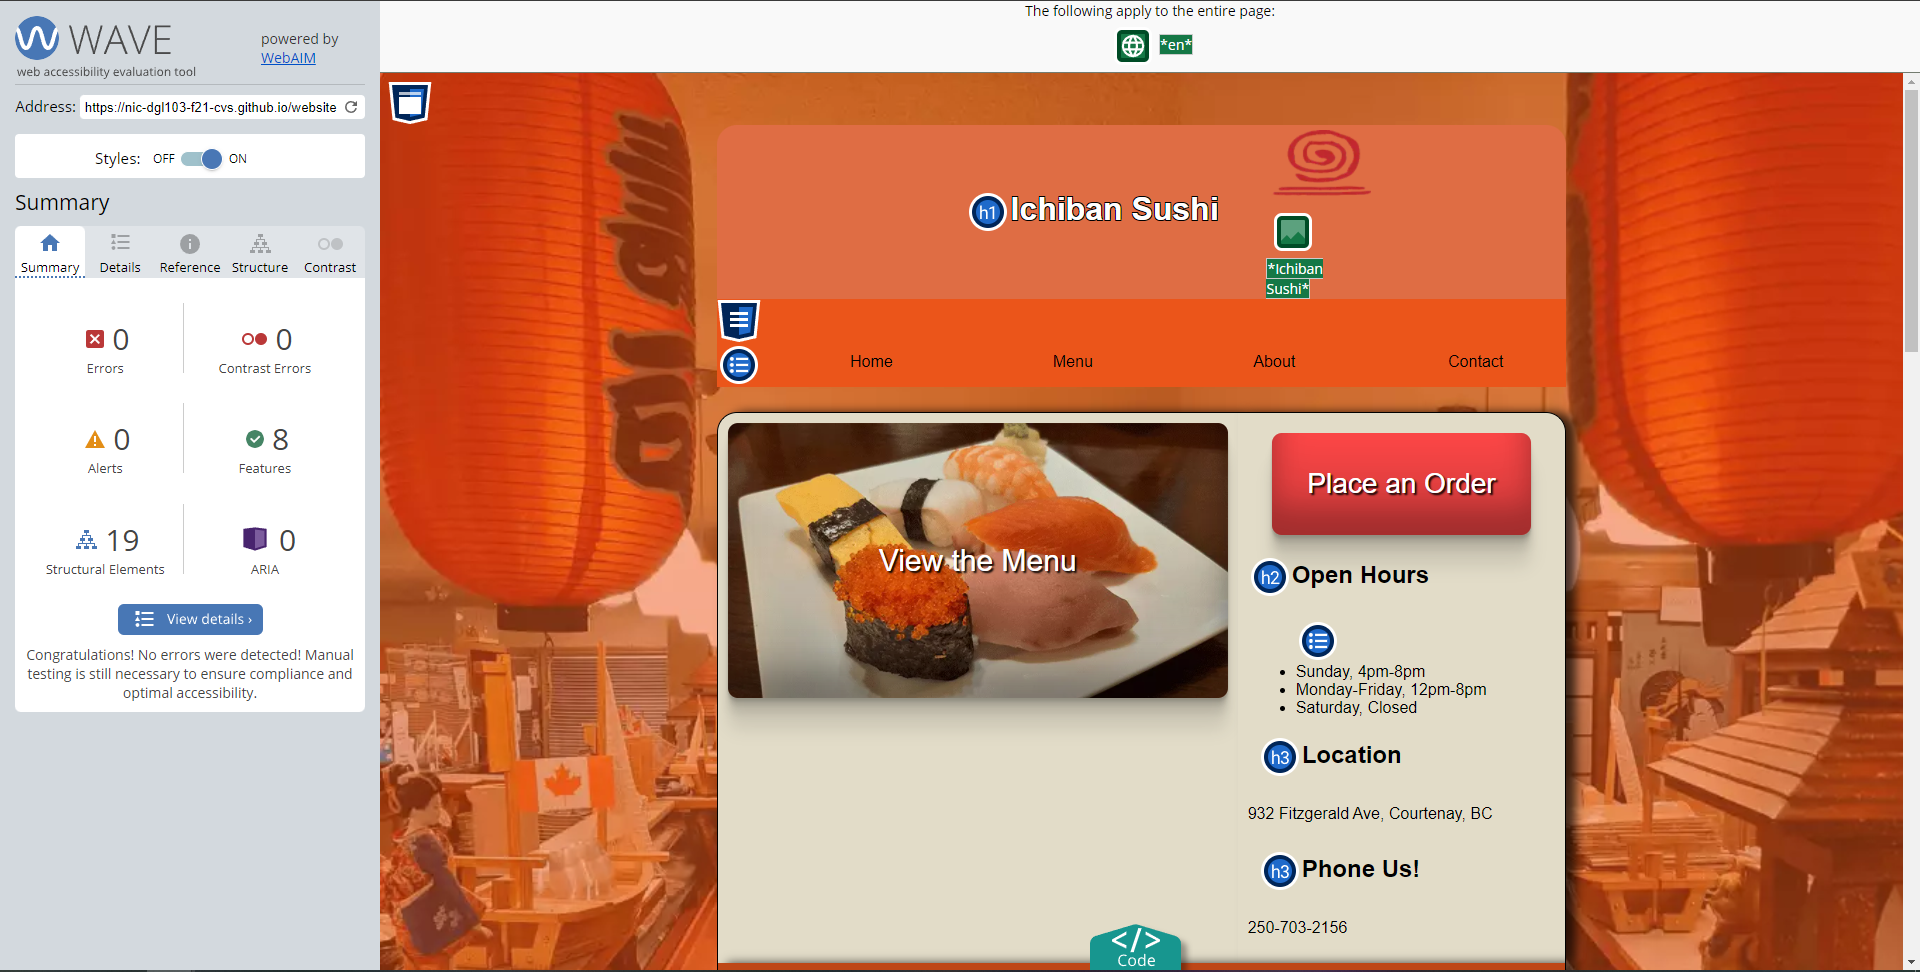 WAVE
web accessibility evaluation tool
powered by
WebAIM
Address: https://nic-dgl103-f21-cvs.github.io/website
Styles: OFF ON
Summary
Summary Details Reference Structure Contrast
0
Errors
0
Contrast Errors
0
Alerts
8
Features
19
Structural Elements
0
ARIA
View details ›
Congratulations! No errors were detected! Manual
testing is still necessary to ensure compliance and
optimal accessibility.
The following apply to the entire page:
*en*
h1 Ichiban Sushi
*Ichiban
Sushi*
Home Menu About Contact
View the Menu
Place an Order
h2 Open Hours
• Sunday, 4pm-8pm
• Monday-Friday, 12pm-8pm
• Saturday, Closed
h3 Location
932 Fitzgerald Ave, Courtenay, BC
h3 Phone Us!
250-703-2156
</>
Code